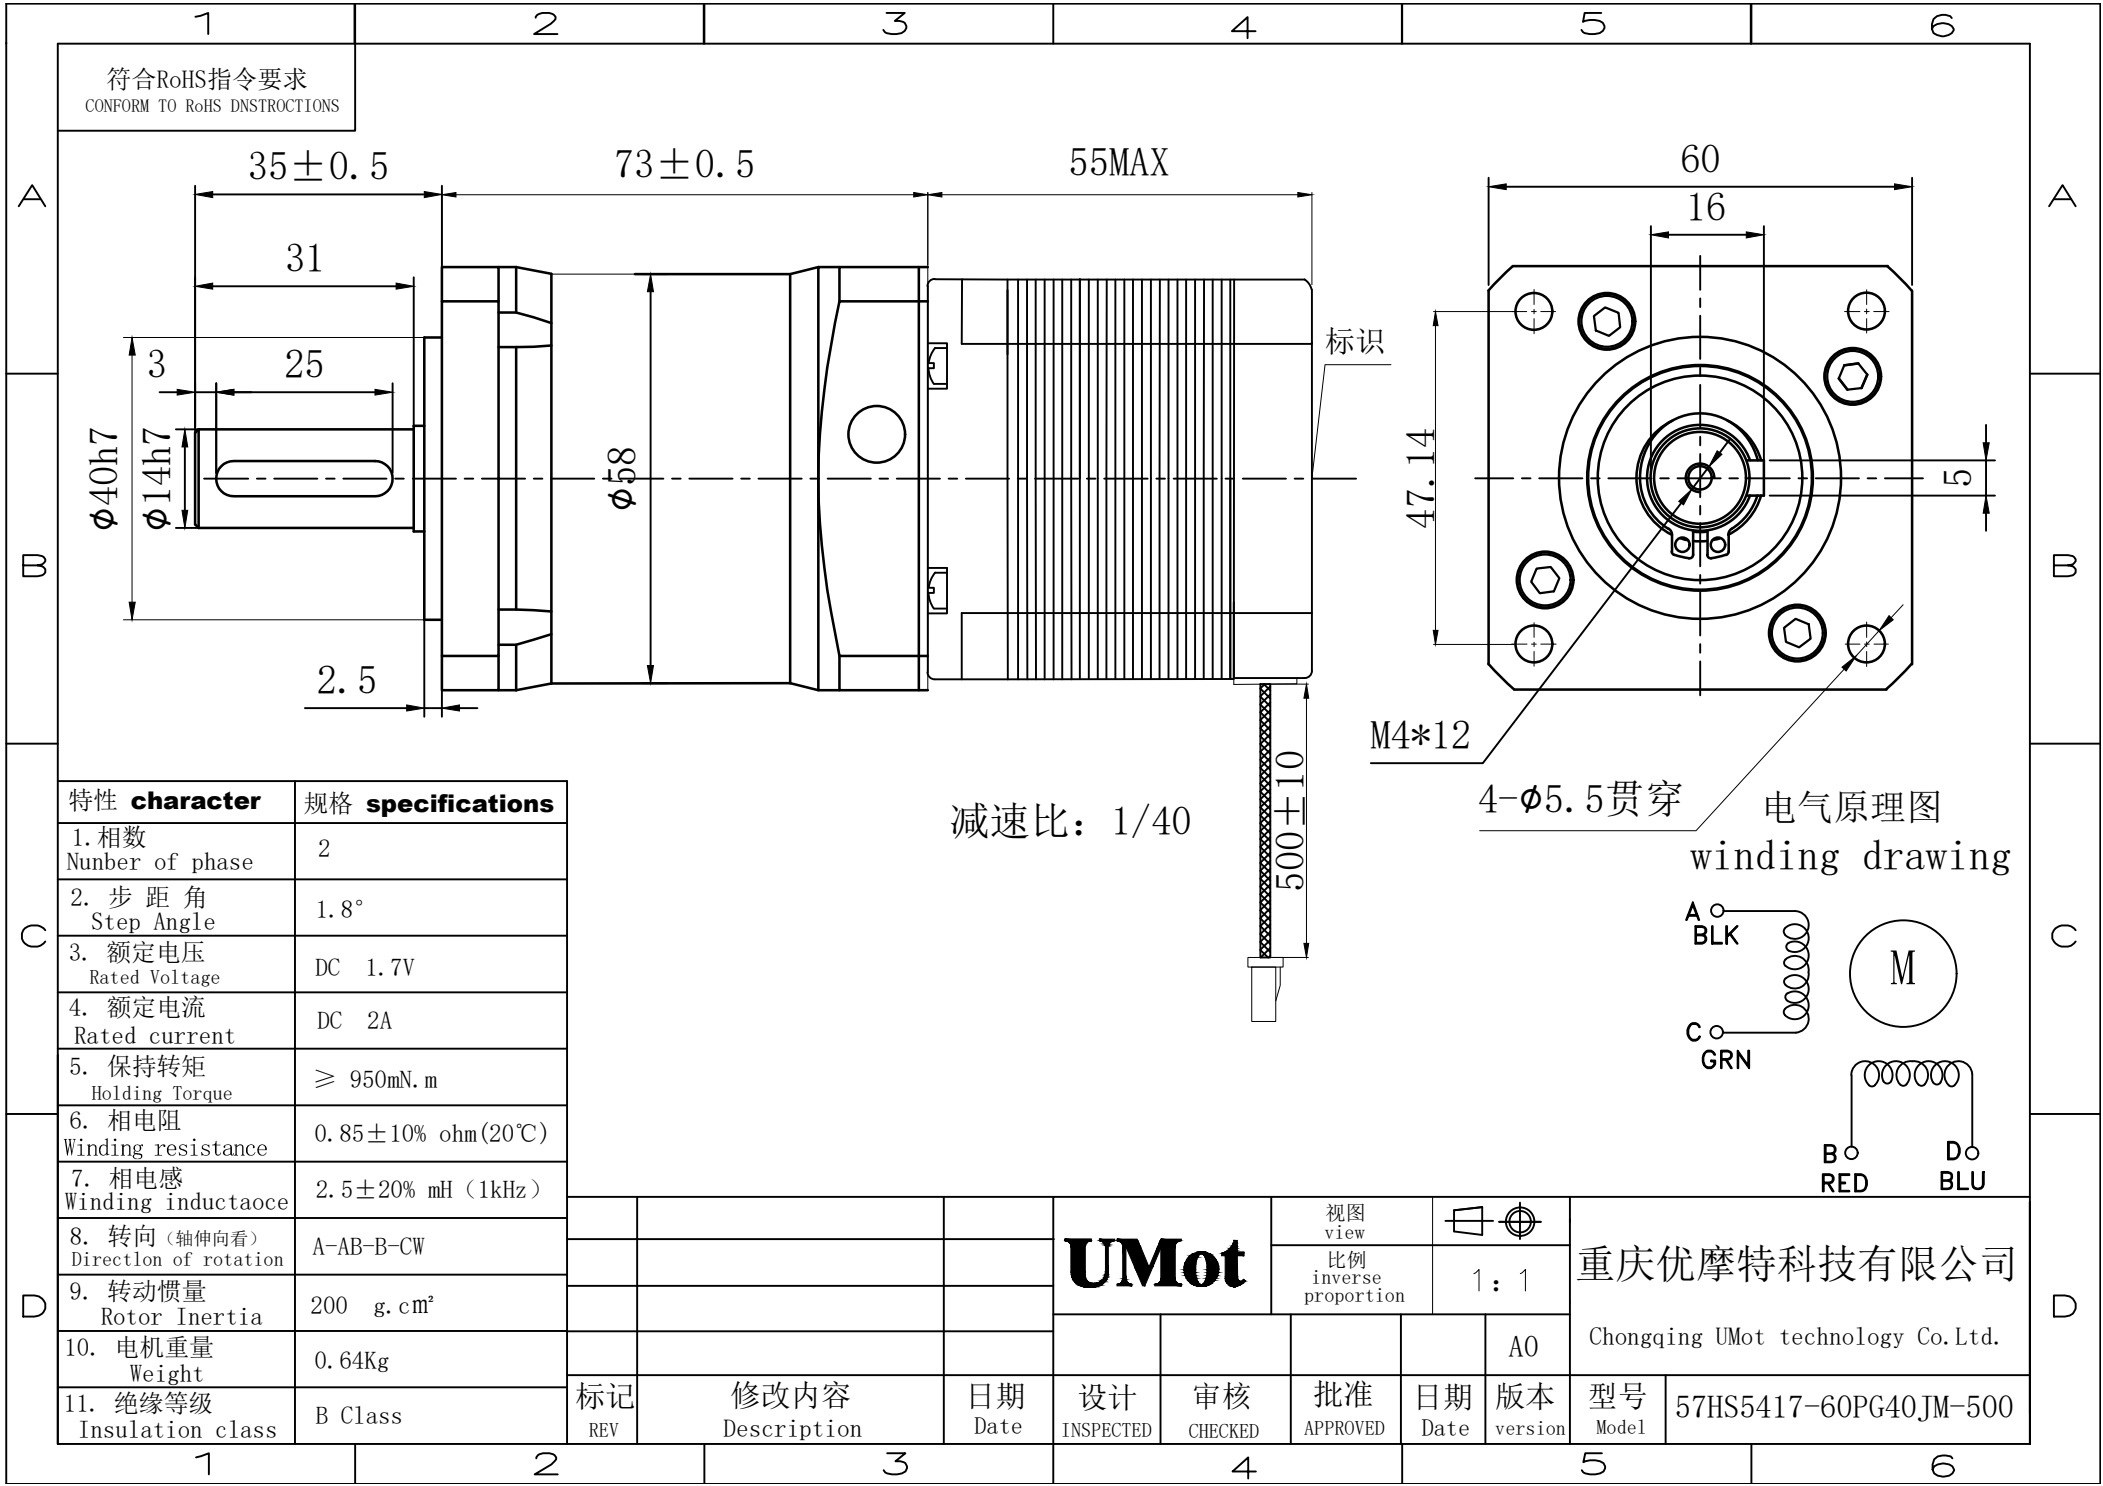 1 2 3 4 5 6
符合RoHS指令要求
CONFORM TO RoHS DNSTROCTIONS
A
A
B
B
C
C
D
D
35±0.5
73±0.5
55MAX
60
16
31
3
25
标识
ϕ40h7
ϕ14h7
ϕ58
47.14
5
2.5
M4*12
500±10
4-ϕ5.5贯穿
减速比: 1/40
电气原理图
winding drawing
A
BLK
M
C
GRN
B
RED
D
BLU
特性 character 规格 specifications
1.相数
Nunber of phase
2
2. 步 距 角
Step Angle
1.8°
3. 额定电压
Rated Voltage
DC 1.7V
4. 额定电流
Rated current
DC 2A
5. 保持转矩
Holding Torque
≥ 950mN.m
6. 相电阻
Winding resistance
0.85±10% ohm(20℃)
7. 相电感
Winding inductaoce
2.5±20% mH（1kHz）
8. 转向（轴伸向看）
Directlon of rotation
A-AB-B-CW
9. 转动惯量
Rotor Inertia
200 g.cm²
10. 电机重量
Weight
0.64Kg
11. 绝缘等级
Insulation class
B Class
标记
REV
修改内容
Description
日期
Date
UMot
视图
view
比例
inverse
proportion
1:1
A0
设计
INSPECTED
审核
CHECKED
批准
APPROVED
日期
Date
版本
version
重庆优摩特科技有限公司
Chongqing UMot technology Co.Ltd.
型号
Model
57HS5417-60PG40JM-500
1 2 3 4 5 6